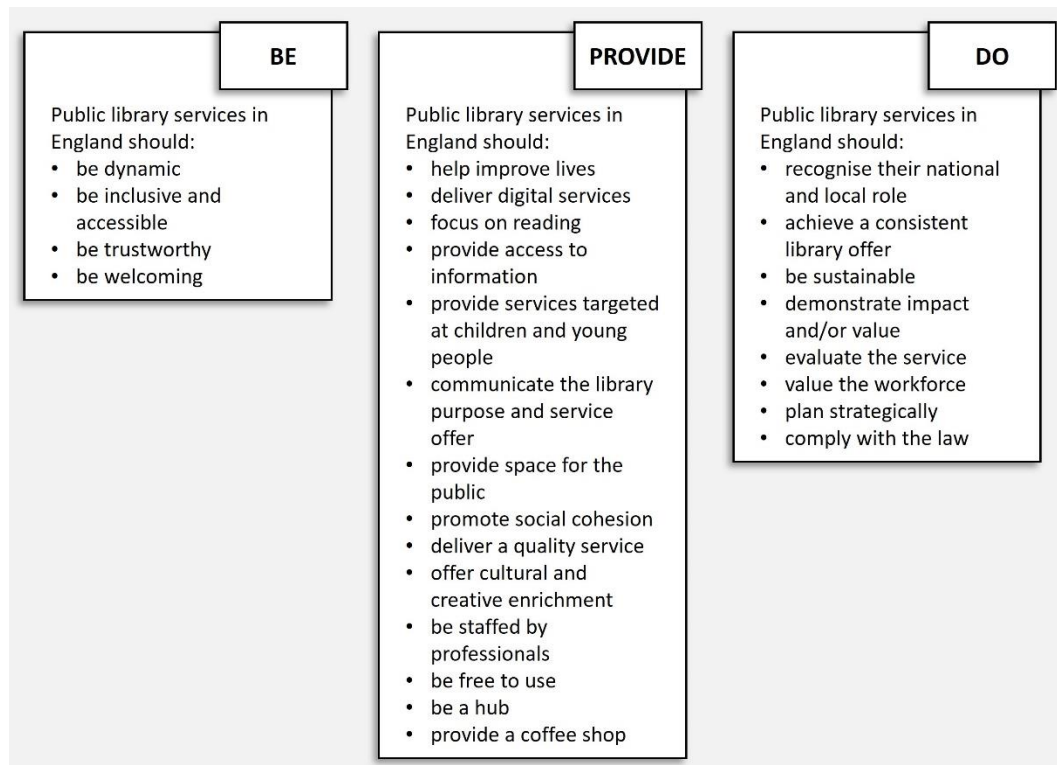 BE
Public library services in
England should:
• be dynamic
• be inclusive and
accessible
• be trustworthy
• be welcoming
PROVIDE
Public library services in
England should:
• help improve lives
• deliver digital services
• focus on reading
• provide access to
information
• provide services targeted
at children and young
people
• communicate the library
purpose and service
offer
• provide space for the
public
• promote social cohesion
• deliver a quality service
• offer cultural and
creative enrichment
• be staffed by
professionals
• be free to use
• be a hub
• provide a coffee shop
DO
Public library services in
England should:
• recognise their national
and local role
• achieve a consistent
library offer
• be sustainable
• demonstrate impact
and/or value
• evaluate the service
• value the workforce
• plan strategically
• comply with the law